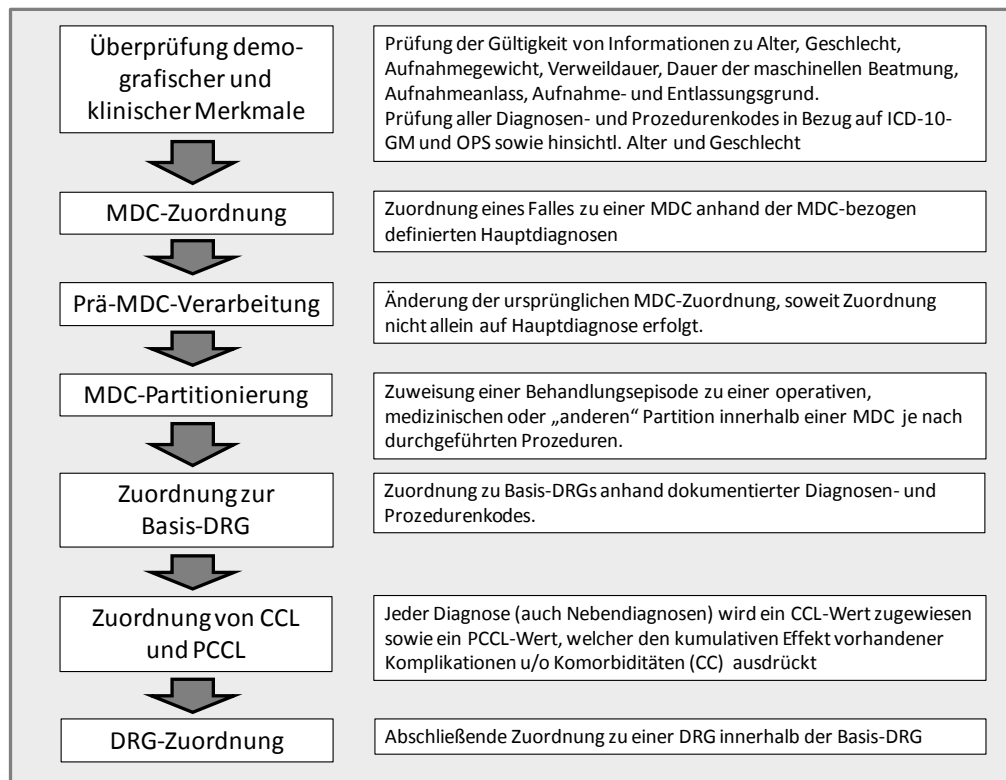 Überprüfung demo-
grafischer und
klinischer Merkmale
Prüfung der Gültigkeit von Informationen zu Alter, Geschlecht,
Aufnahmegewicht, Verweildauer, Dauer der maschinellen Beatmung,
Aufnahmeanlass, Aufnahme- und Entlassungsgrund.
Prüfung aller Diagnosen- und Prozedurenkodes in Bezug auf ICD-10-
GM und OPS sowie hinsichtl. Alter und Geschlecht
MDC-Zuordnung
Zuordnung eines Falles zu einer MDC anhand der MDC-bezogen
definierten Hauptdiagnosen
Prä-MDC-Verarbeitung
Änderung der ursprünglichen MDC-Zuordnung, soweit Zuordnung
nicht allein auf Hauptdiagnose erfolgt.
MDC-Partitionierung
Zuweisung einer Behandlungsepisode zu einer operativen,
medizinischen oder „anderen“ Partition innerhalb einer MDC je nach
durchgeführten Prozeduren.
Zuordnung zur
Basis-DRG
Zuordnung zu Basis-DRGs anhand dokumentierter Diagnosen- und
Prozedurenkodes.
Zuordnung von CCL
und PCCL
Jeder Diagnose (auch Nebendiagnosen) wird ein CCL-Wert zugewiesen
sowie ein PCCL-Wert, welcher den kumulativen Effekt vorhandener
Komplikationen u/o Komorbiditäten (CC) ausdrückt
DRG-Zuordnung
Abschließende Zuordnung zu einer DRG innerhalb der Basis-DRG